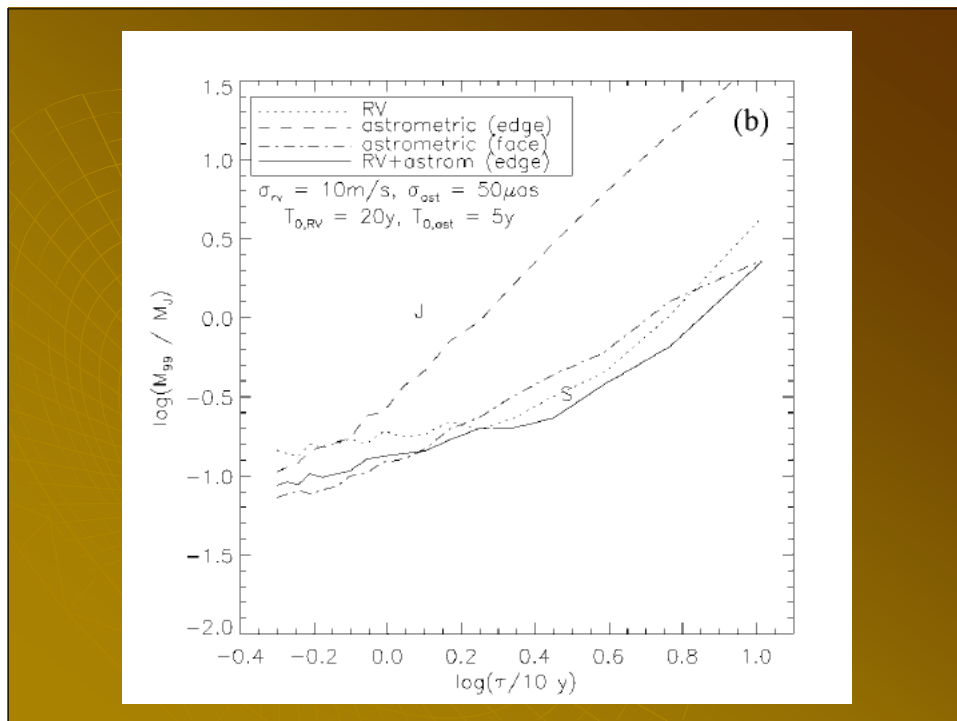 1.5
1.0
0.5
0.0
−0.5
−1.0
−1.5
−2.0
log(M99 / MJ)
RV
astrometric (edge)
astrometric (face)
RV+astrom (edge)
(b)
σrv = 10m/s, σast = 50μas
T0,RV = 20y, T0,ast = 5y
J
S
−0.4 −0.2 0.0 0.2 0.4 0.6 0.8 1.0
log(τ/10 y)